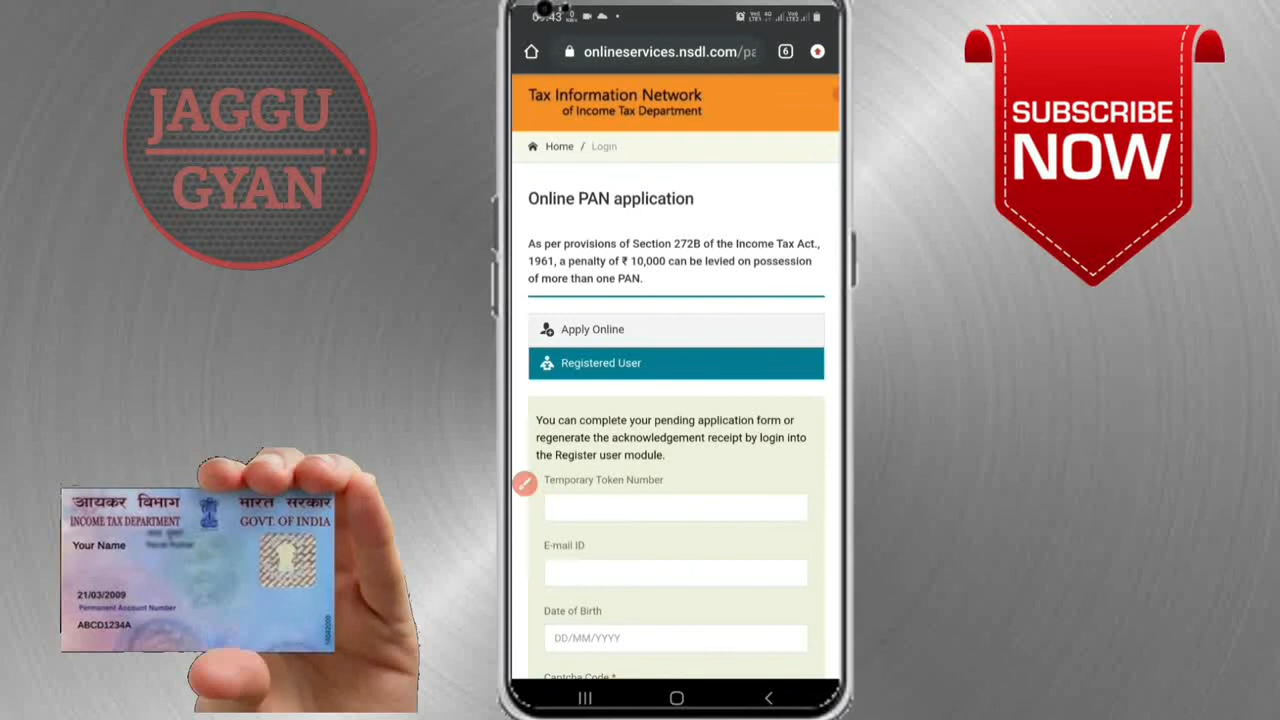 JAGGU
GYAN
SUBSCRIBE
NOW
onlineservices.nsdl.com/pa
6
Tax Information Network
of Income Tax Department
Home / Login
Online PAN application
As per provisions of Section 272B of the Income Tax Act.,
1961, a penalty of ₹ 10,000 can be levied on possession
of more than one PAN.
Apply Online
Registered User
You can complete your pending application form or
regenerate the acknowledgement receipt by login into
the Register user module.
Temporary Token Number
E-mail ID
Date of Birth
DD/MM/YYYY
Captcha Code *
आयकर विभाग
भारत सरकार
INCOME TAX DEPARTMENT
GOVT. OF INDIA
Your Name
21/03/2009
Permanent Account Number
ABCD1234A